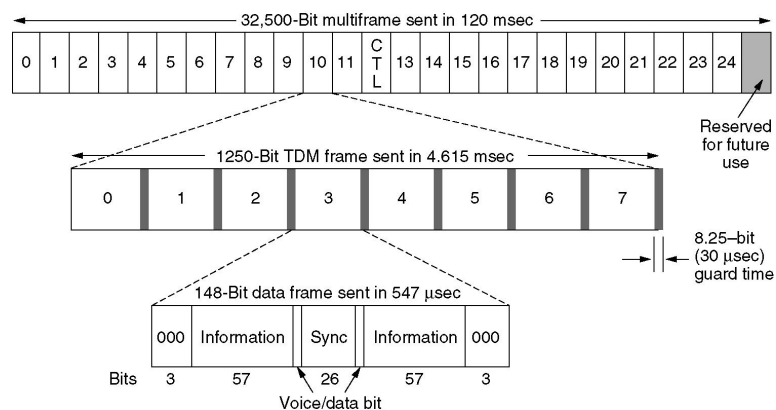 32,500-Bit multiframe sent in 120 msec
0 1 2 3 4 5 6 7 8 9 10 11 CTL 13 14 15 16 17 18 19 20 21 22 23 24
Reserved
for future
use
1250-Bit TDM frame sent in 4.615 msec
0 1 2 3 4 5 6 7
8.25–bit
(30 μsec)
guard time
148-Bit data frame sent in 547 μsec
000 Information Sync Information 000
Bits 3 57 26 57 3
Voice/data bit